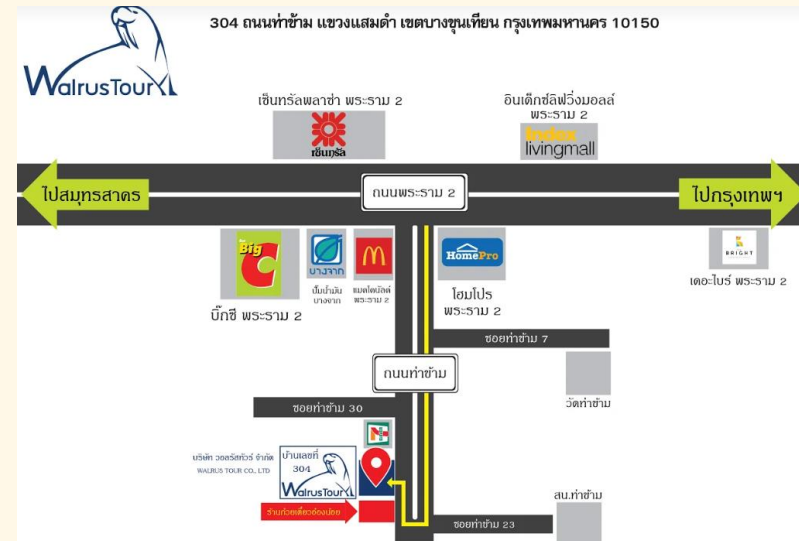 304 ถนนท่าข้าม แขวงแสมดำ เขตบางขุนเทียน กรุงเทพมหานคร 10150
WalrusTour
เซ็นทรัลพลาซ่า พระราม 2
อินเด็กซ์ลิฟวิ่งมอลล์
พระราม 2
เซ็นทรัล
index
livingmall
ไปสมุทรสาคร
ถนนพระราม 2
ไปกรุงเทพฯ
Big
C
บางจาก
M
HomePro
BRIGHT
ปั๊มน้ำมัน
บางจาก
แมคโดนัลด์
พระราม 2
บิ๊กซี พระราม 2
โฮมโปร
พระราม 2
เดอะไบร์ พระราม 2
ซอยท่าข้าม 7
ถนนท่าข้าม
วัดท่าข้าม
ซอยท่าข้าม 30
บริษัท วอลรัสทัวร์ จำกัด
WALRUS TOUR CO., LTD
บ้านเลขที่
304
WalrusTour
ร้านก๋วยเตี๋ยวอ๋องน้อย
สน.ท่าข้าม
ซอยท่าข้าม 23